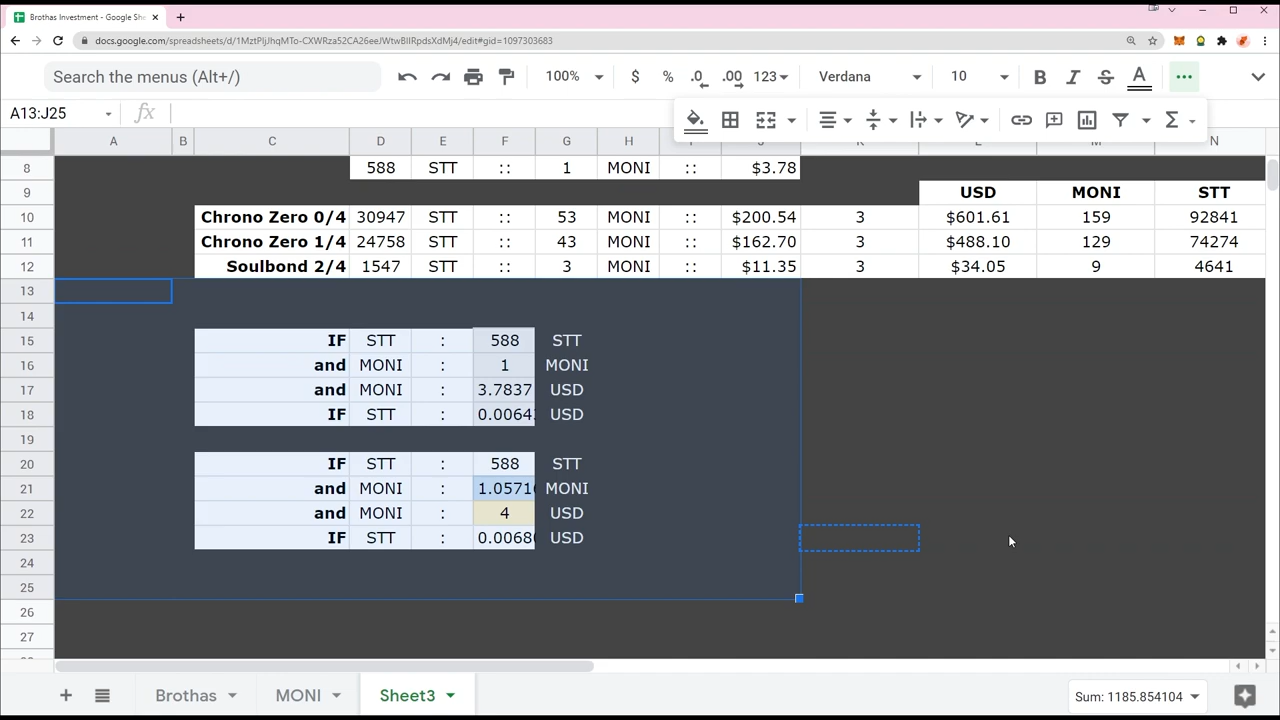 Brothas Investment - Google She
docs.google.com/spreadsheets/d/1MztPIjJhqMTo-CXWRza52CA26eeJWtwBIIRpdsXdMj4/edit#gid=1097303683
Search the menus (Alt+/)
100%
$
%
.0
.00
123
Verdana
10
B
I
S
A
A13:J25
fx
A B C D E F G H I J K L M N
8 588 STT :: 1 MONI :: $3.78
9 USD MONI STT
10 Chrono Zero 0/4 30947 STT :: 53 MONI :: $200.54 3 $601.61 159 92841
11 Chrono Zero 1/4 24758 STT :: 43 MONI :: $162.70 3 $488.10 129 74274
12 Soulbond 2/4 1547 STT :: 3 MONI :: $11.35 3 $34.05 9 4641
13
14
15 IF STT : 588 STT
16 and MONI : 1 MONI
17 and MONI : 3.7837 USD
18 IF STT : 0.0064 USD
19
20 IF STT : 588 STT
21 and MONI : 1.0571 MONI
22 and MONI : 4 USD
23 IF STT : 0.0068 USD
24
25
26
27
Brothas
MONI
Sheet3
Sum: 1185.854104